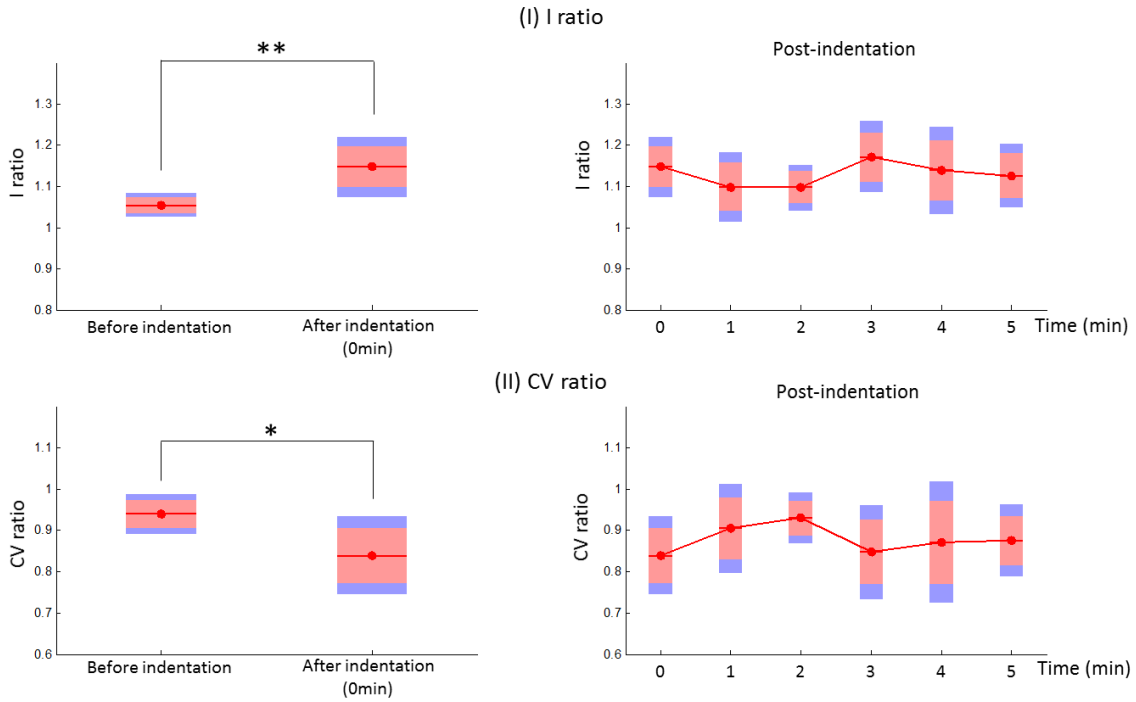 (I) I ratio
**
Post-indentation
I ratio
1.3
1.2
1.1
1
0.9
0.8
Before indentation
After indentation
(0min)
I ratio
1.3
1.2
1.1
1
0.9
0.8
0 1 2 3 4 5 Time (min)
(II) CV ratio
*
Post-indentation
CV ratio
1.1
1
0.9
0.8
0.7
0.6
Before indentation
After indentation
(0min)
CV ratio
1.1
1
0.9
0.8
0.7
0.6
0 1 2 3 4 5 Time (min)